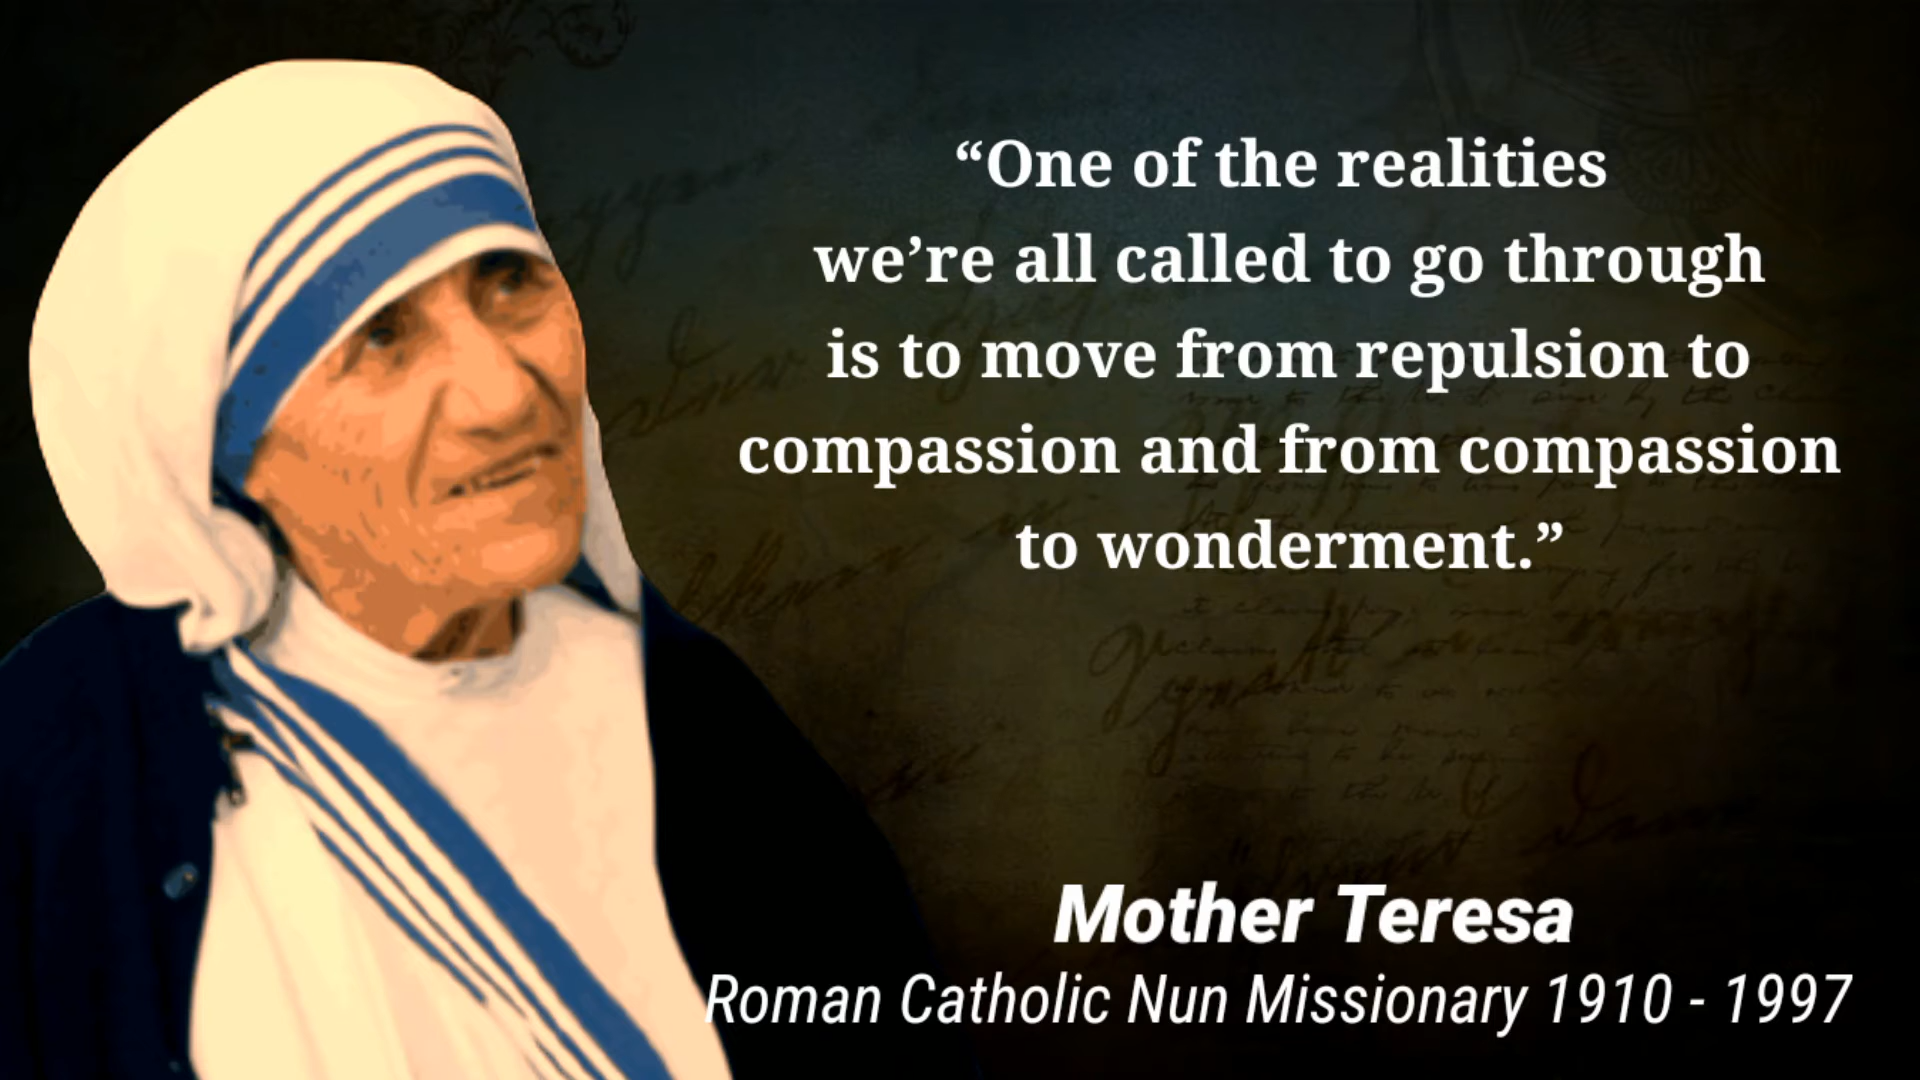 “One of the realities
we’re all called to go through
is to move from repulsion to
compassion and from compassion
to wonderment.”
Mother Teresa
Roman Catholic Nun Missionary 1910 - 1997